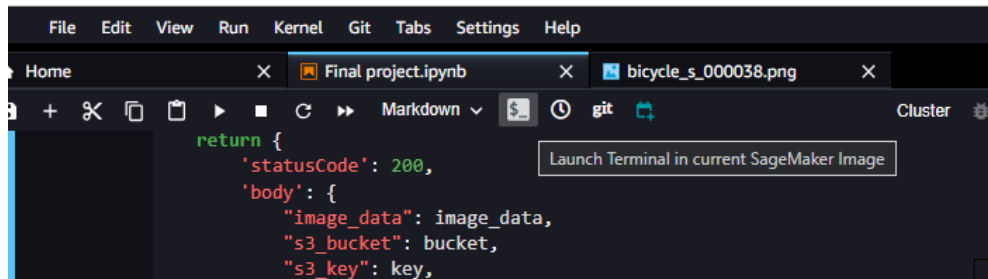 File Edit View Run Kernel Git Tabs Settings Help
Home Final project.ipynb bicycle_s_000038.png
Markdown git Cluster
return {
Launch Terminal in current SageMaker Image
'statusCode': 200,
'body': {
"image_data": image_data,
"s3_bucket": bucket,
"s3_key": key,